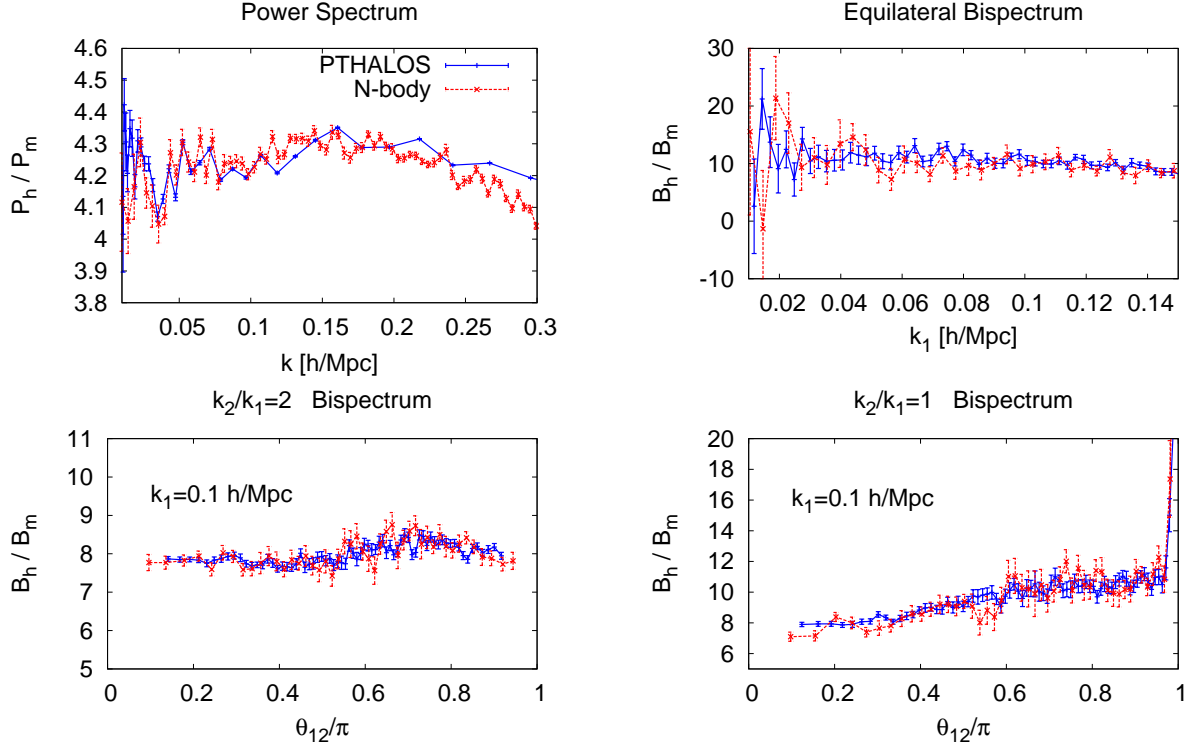 Power Spectrum
P_h / P_m
4.6
4.5
4.4
4.3
4.2
4.1
4
3.9
3.8
PTHALOS
N-body
0.05 0.1 0.15 0.2 0.25 0.3
k [h/Mpc]
Equilateral Bispectrum
B_h / B_m
30
20
10
0
-10
0.02 0.04 0.06 0.08 0.1 0.12 0.14
k_1 [h/Mpc]
k_2/k_1=2 Bispectrum
B_h / B_m
11
10
9
8
7
6
5
k_1=0.1 h/Mpc
0 0.2 0.4 0.6 0.8 1
θ_12/π
k_2/k_1=1 Bispectrum
B_h / B_m
20
18
16
14
12
10
8
6
k_1=0.1 h/Mpc
0 0.2 0.4 0.6 0.8 1
θ_12/π